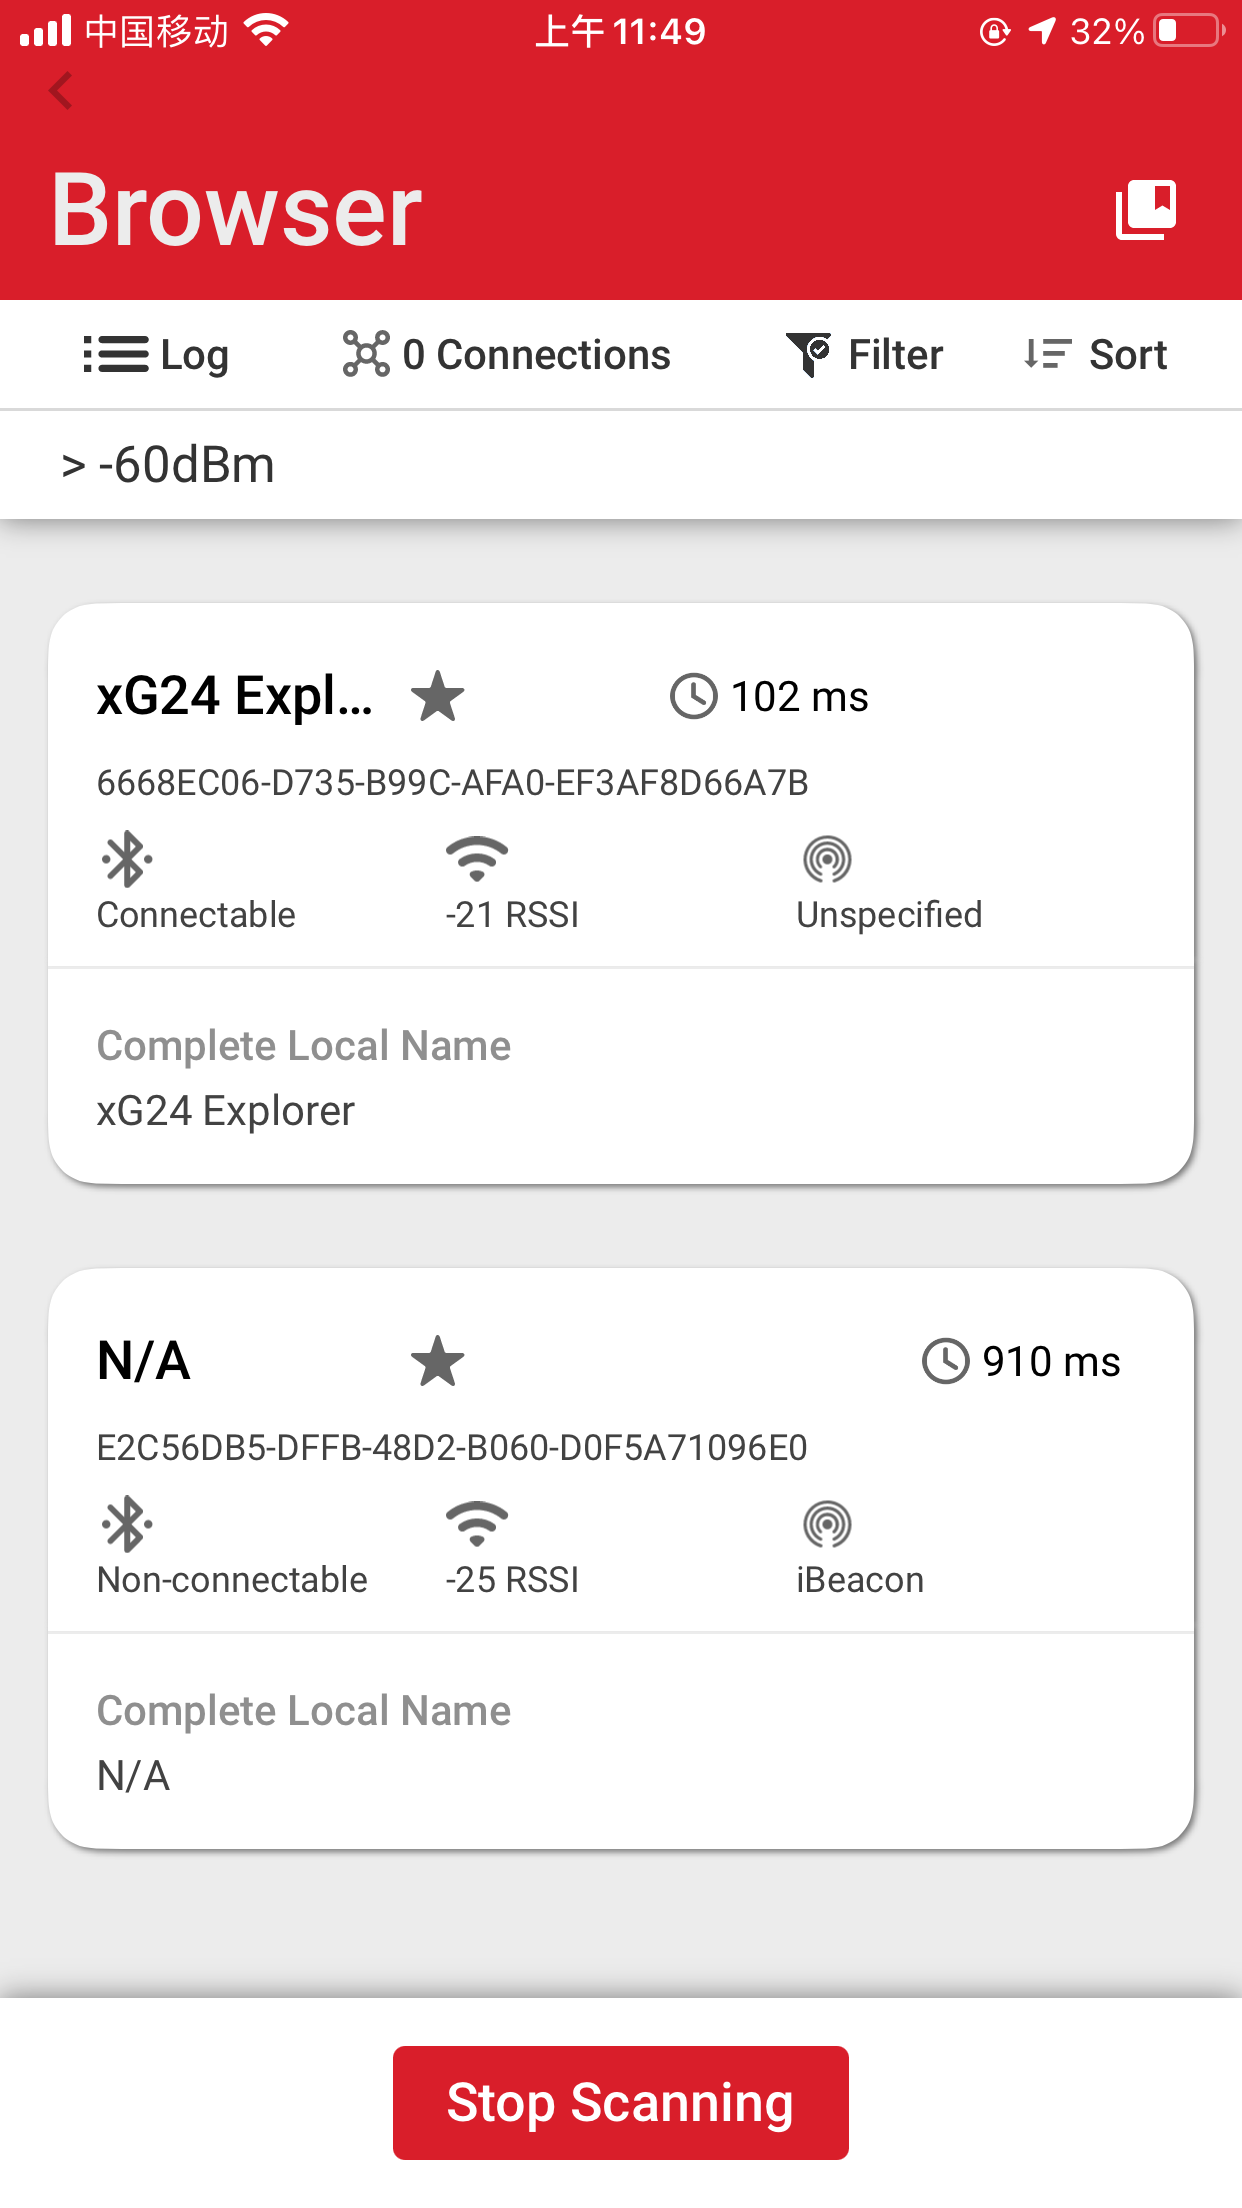 中国移动 上午 11:49 32%
Browser
Log 0 Connections Filter Sort
> -60dBm
xG24 Expl... 102 ms
6668EC06-D735-B99C-AFA0-EF3AF8D66A7B
Connectable -21 RSSI Unspecified
Complete Local Name
xG24 Explorer
N/A 910 ms
E2C56DB5-DFFB-48D2-B060-D0F5A71096E0
Non-connectable -25 RSSI iBeacon
Complete Local Name
N/A
Stop Scanning